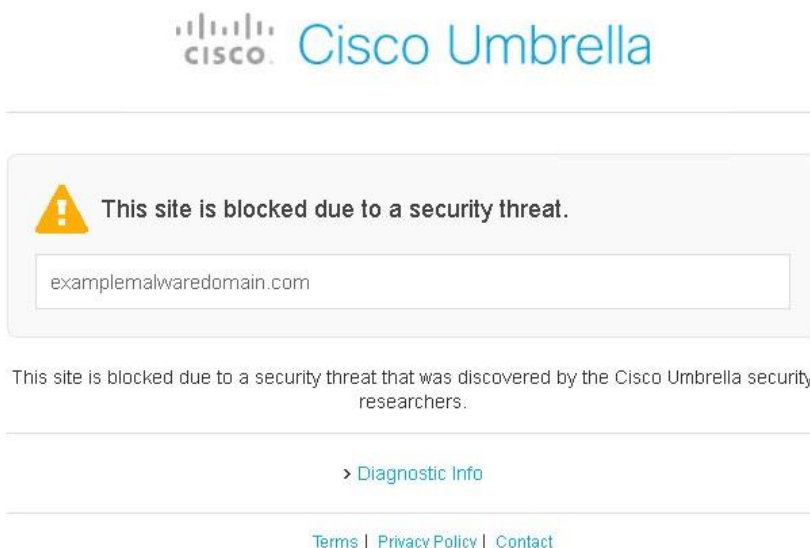 CISCO Cisco Umbrella
This site is blocked due to a security threat.
examplemalwaredomain.com
This site is blocked due to a security threat that was discovered by the Cisco Umbrella security
researchers.
> Diagnostic Info
Terms | Privacy Policy | Contact